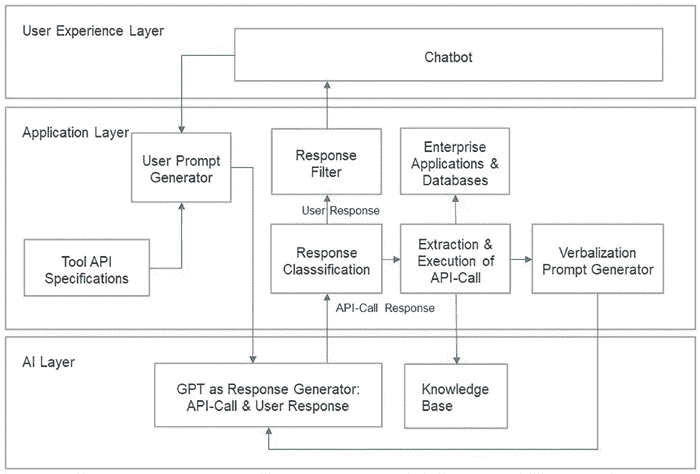 User Experience Layer
Chatbot
Application Layer
User Prompt
Generator
Response
Filter
Enterprise
Applications &
Databases
User Response
Tool API
Specifications
Response
Classsification
Extraction &
Execution of
API-Call
Verbalization
Prompt Generator
API-Call Response
AI Layer
GPT as Response Generator:
API-Call & User Response
Knowledge
Base